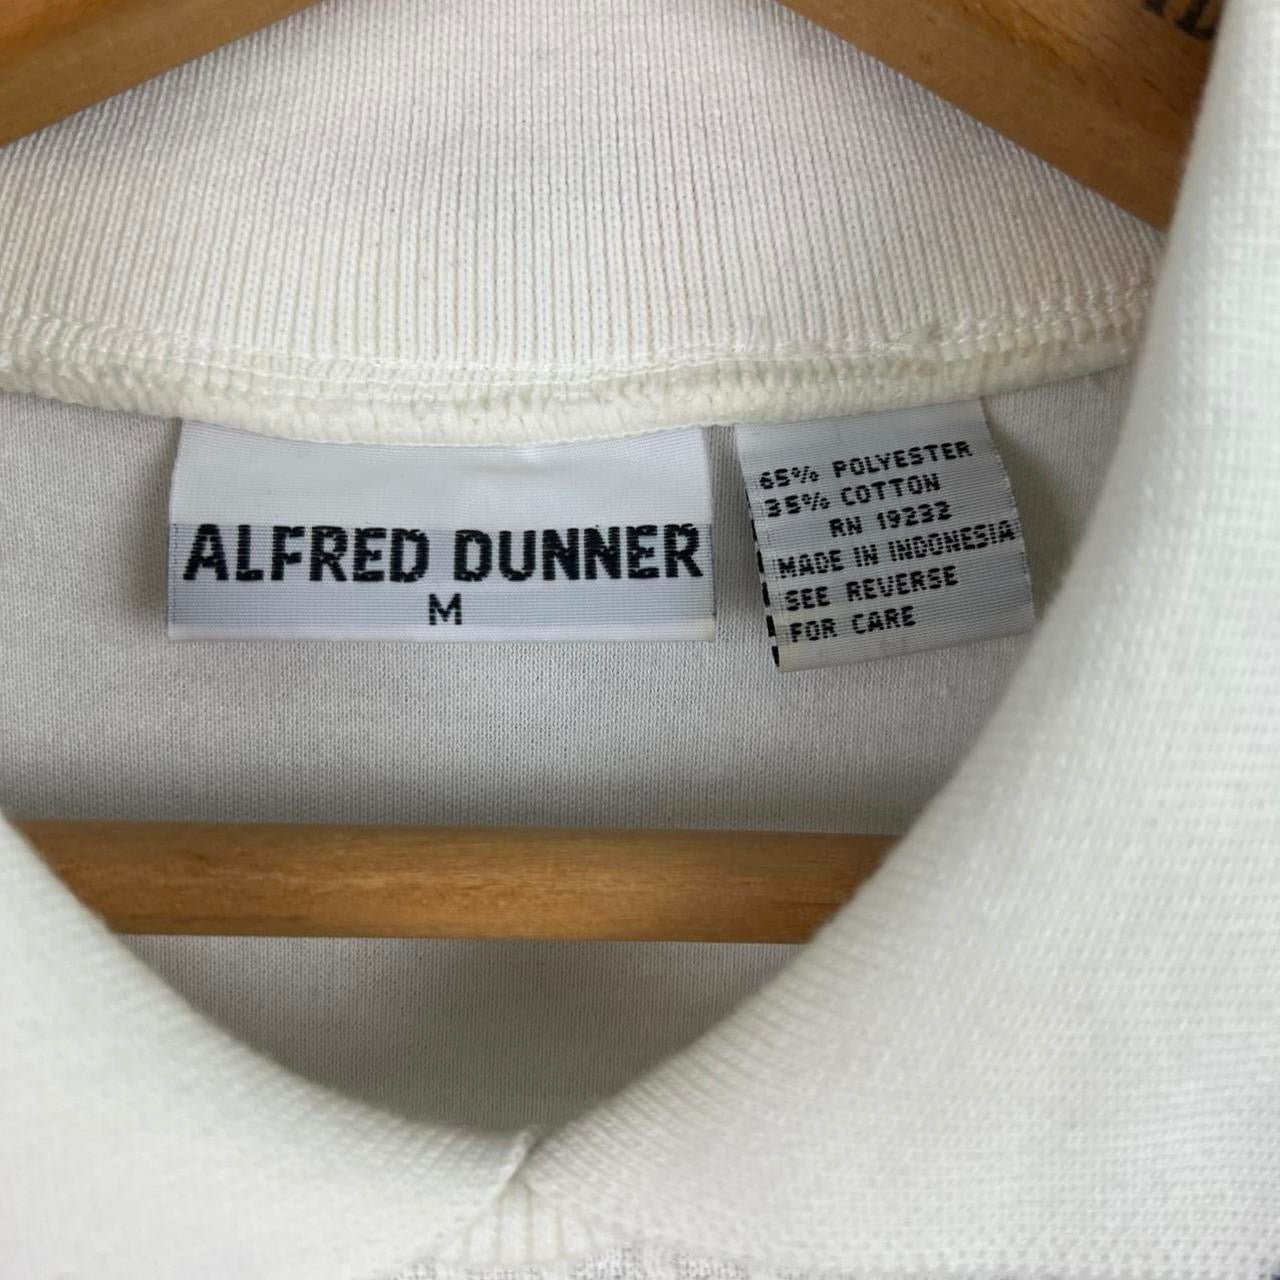 ALFRED DUNNER
M
65% POLYESTER
35% COTTON
RN 19232
MADE IN INDONESIA
SEE REVERSE
FOR CARE